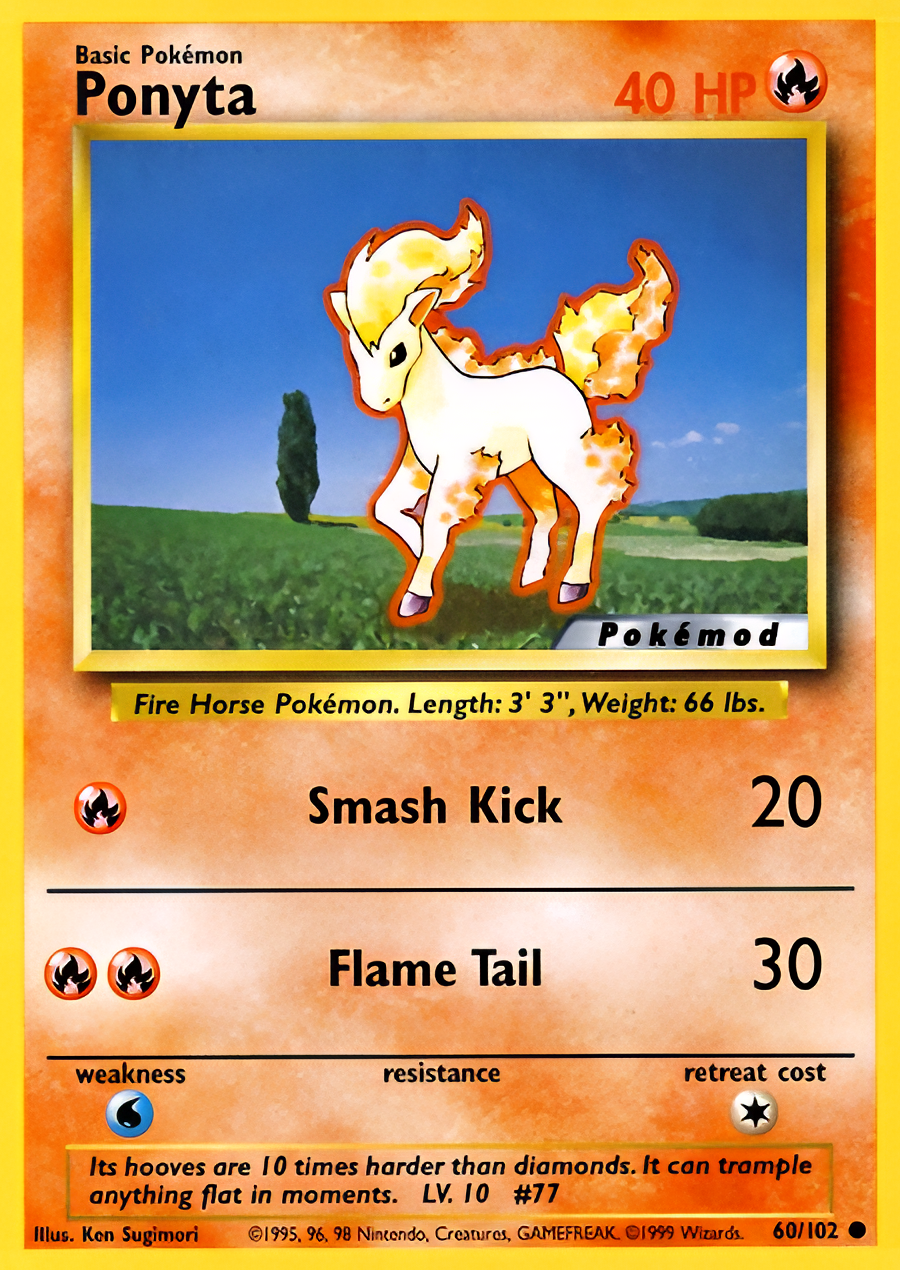 Basic Pokémon
Ponyta
40 HP
Pokémod
Fire Horse Pokémon. Length: 3' 3", Weight: 66 lbs.
Smash Kick 20
Flame Tail 30
weakness resistance retreat cost
Its hooves are 10 times harder than diamonds. It can trample
anything flat in moments. LV. 10 #77
Illus. Ken Sugimori ©1995, 96, 98 Nintendo, Creatures, GAMEFREAK. ©1999 Wizards. 60/102